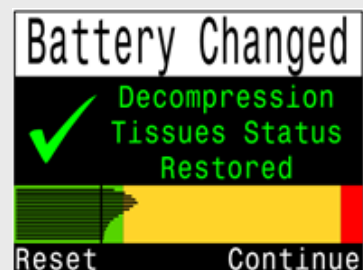 Battery Changed
Decompression
Tissues Status
Restored
Reset Continue